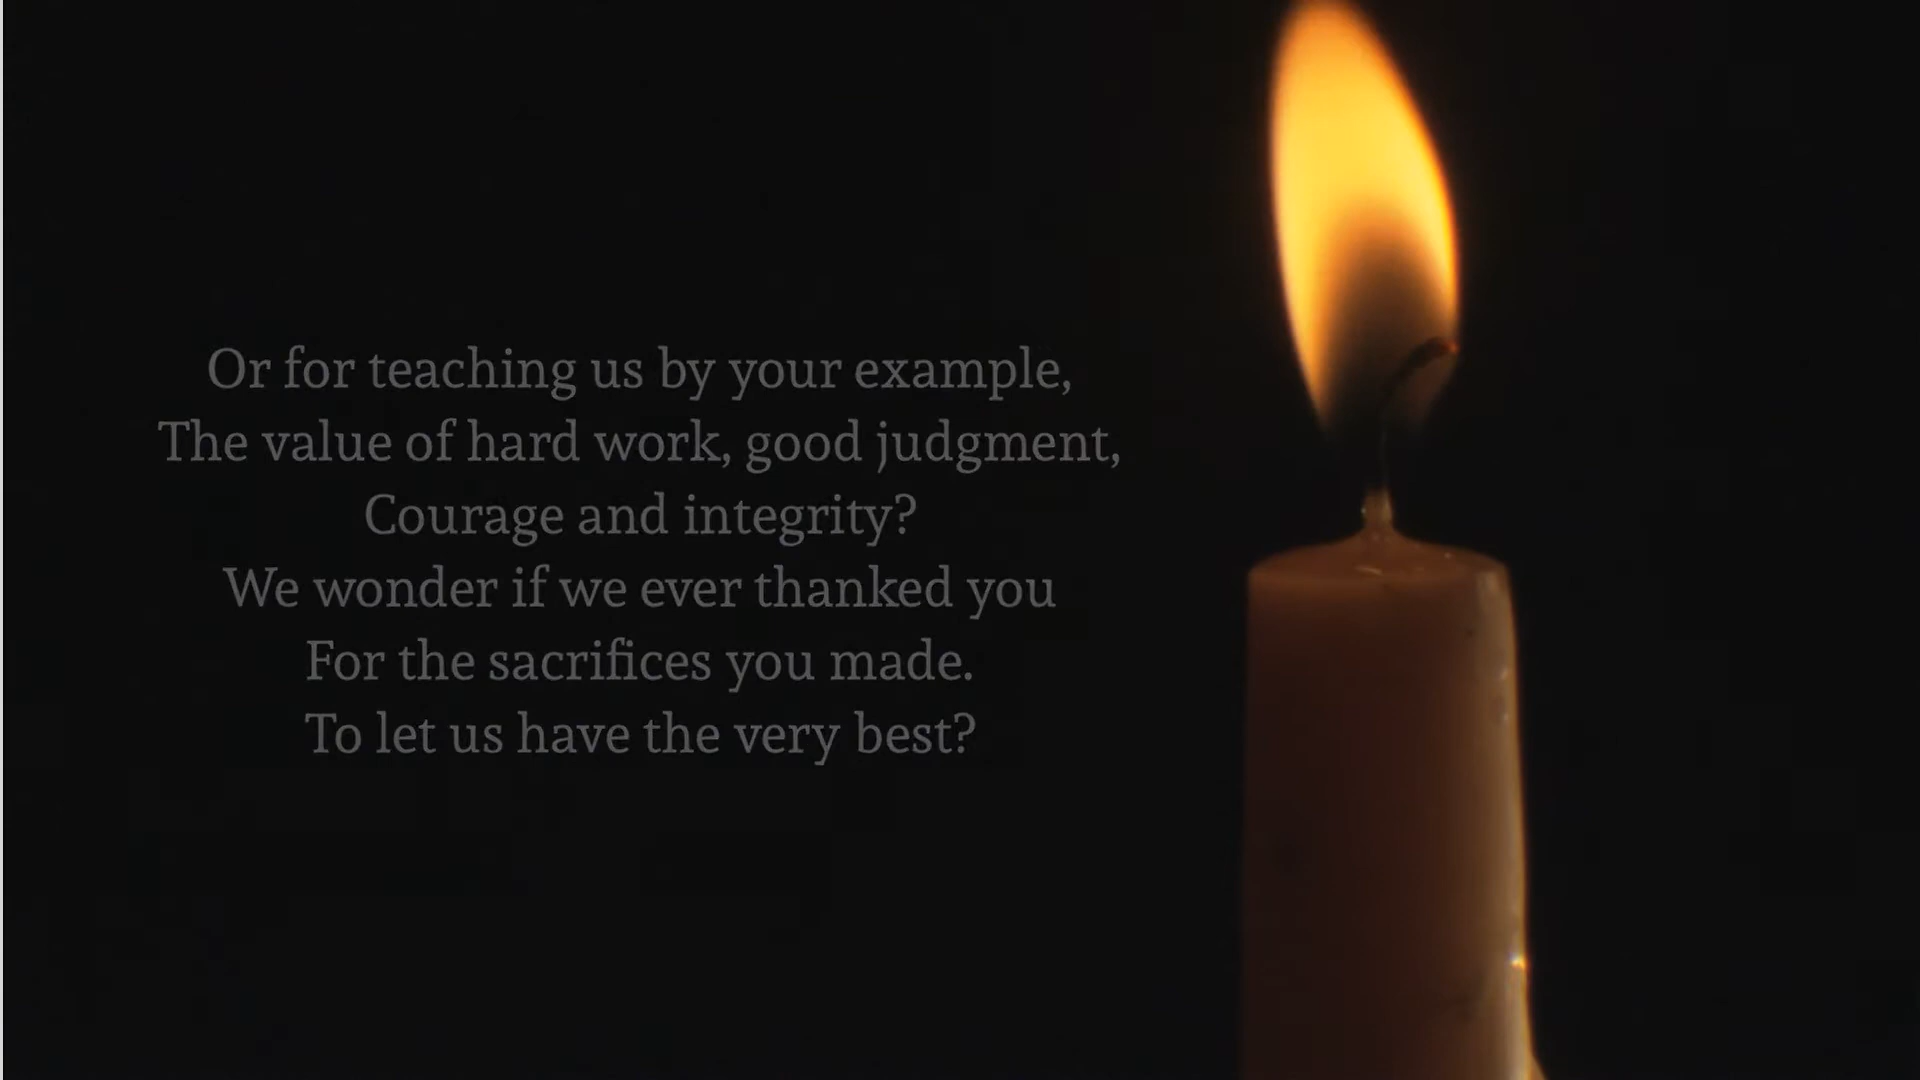 Or for teaching us by your example,
The value of hard work, good judgment,
Courage and integrity?
We wonder if we ever thanked you
For the sacrifices you made.
To let us have the very best?